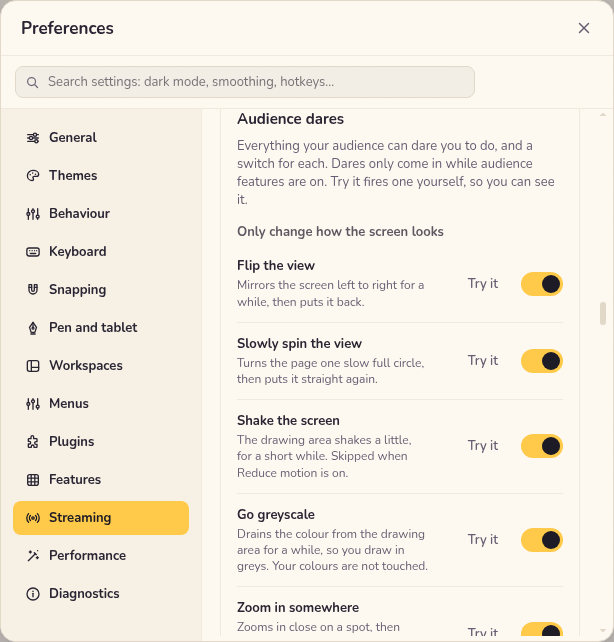 Preferences
Search settings: dark mode, smoothing, hotkeys...
General
Themes
Behaviour
Keyboard
Snapping
Pen and tablet
Workspaces
Menus
Plugins
Features
Streaming
Performance
Diagnostics
Audience dares
Everything your audience can dare you to do, and a
switch for each. Dares only come in while audience
features are on. Try it fires one yourself, so you can see
it.
Only change how the screen looks
Flip the view
Mirrors the screen left to right for a
while, then puts it back.
Try it
Slowly spin the view
Turns the page one slow full circle,
then puts it straight again.
Try it
Shake the screen
The drawing area shakes a little,
for a short while. Skipped when
Reduce motion is on.
Try it
Go greyscale
Drains the colour from the drawing
area for a while, so you draw in
greys. Your colours are not touched.
Try it
Zoom in somewhere
Zooms in close on a spot, then
Try it